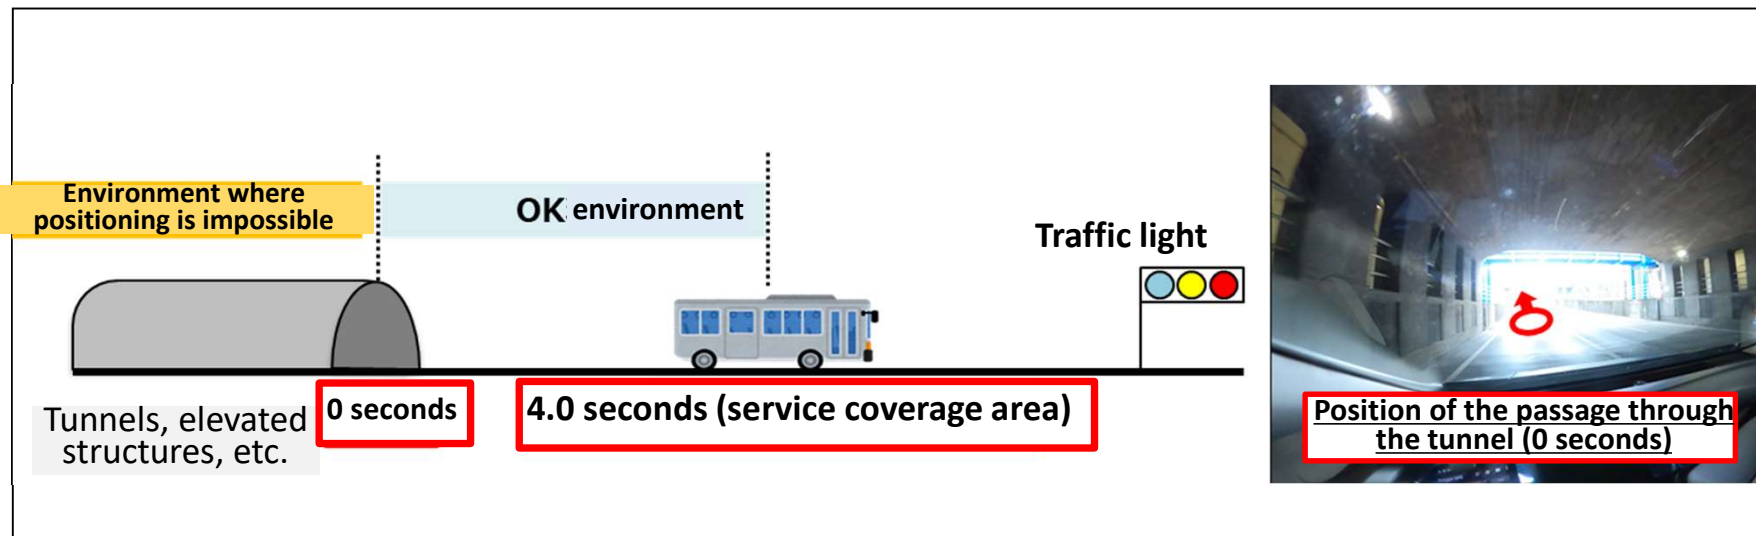 Environment where
positioning is impossible
OK environment
Traffic light
Tunnels, elevated
structures, etc.
0 seconds
4.0 seconds (service coverage area)
Position of the passage through
the tunnel (0 seconds)